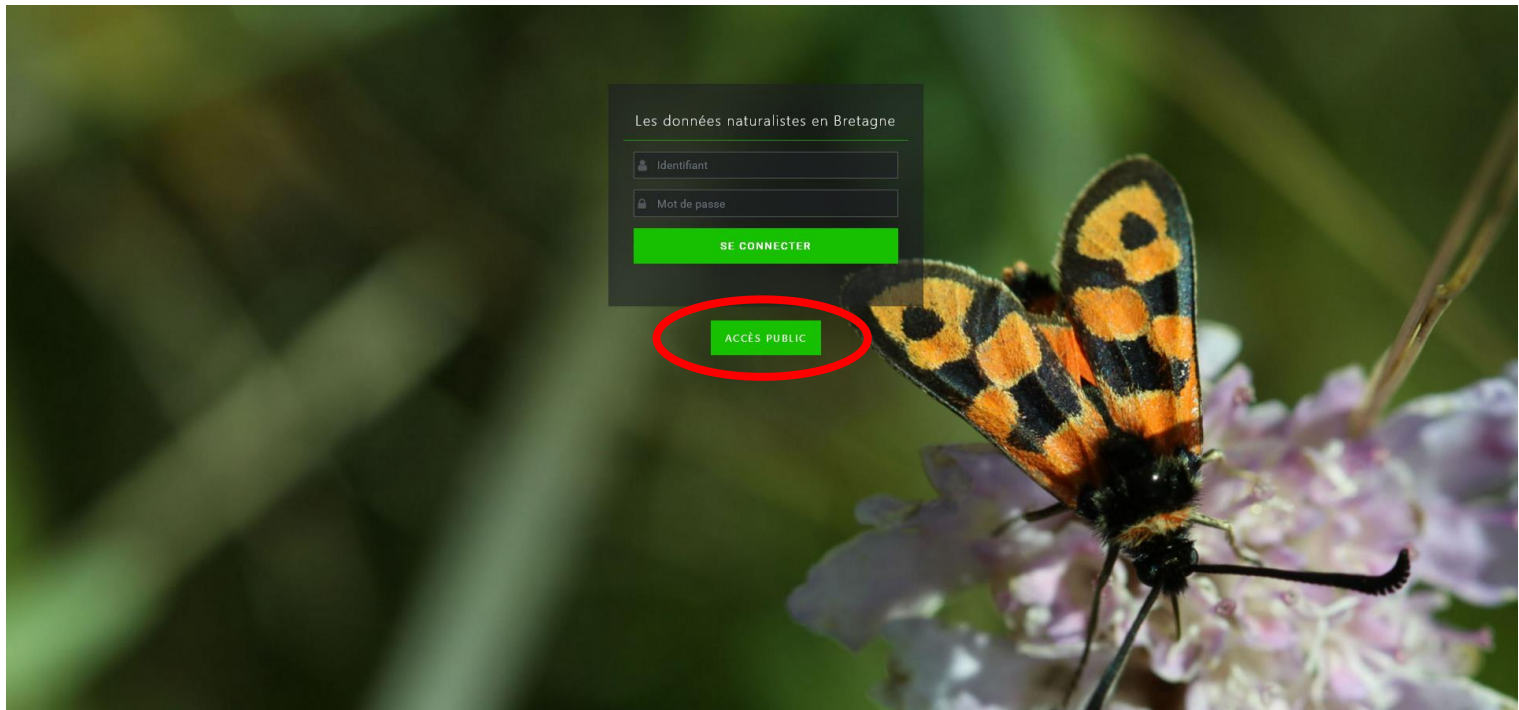 Les données naturalistes en Bretagne
Identifiant
Mot de passe
SE CONNECTER
ACCÈS PUBLIC